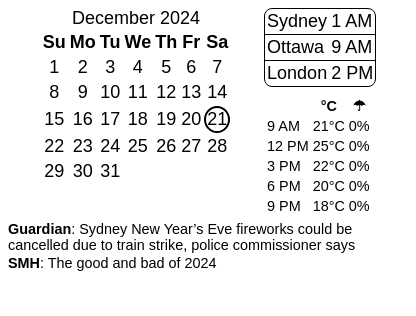 December 2024
Su Mo Tu We Th Fr Sa
1 2 3 4 5 6 7
8 9 10 11 12 13 14
15 16 17 18 19 20 21
22 23 24 25 26 27 28
29 30 31
Sydney 1 AM
Ottawa 9 AM
London 2 PM
°C ☂
9 AM 21°C 0%
12 PM 25°C 0%
3 PM 22°C 0%
6 PM 20°C 0%
9 PM 18°C 0%
Guardian: Sydney New Year’s Eve fireworks could be
cancelled due to train strike, police commissioner says
SMH: The good and bad of 2024